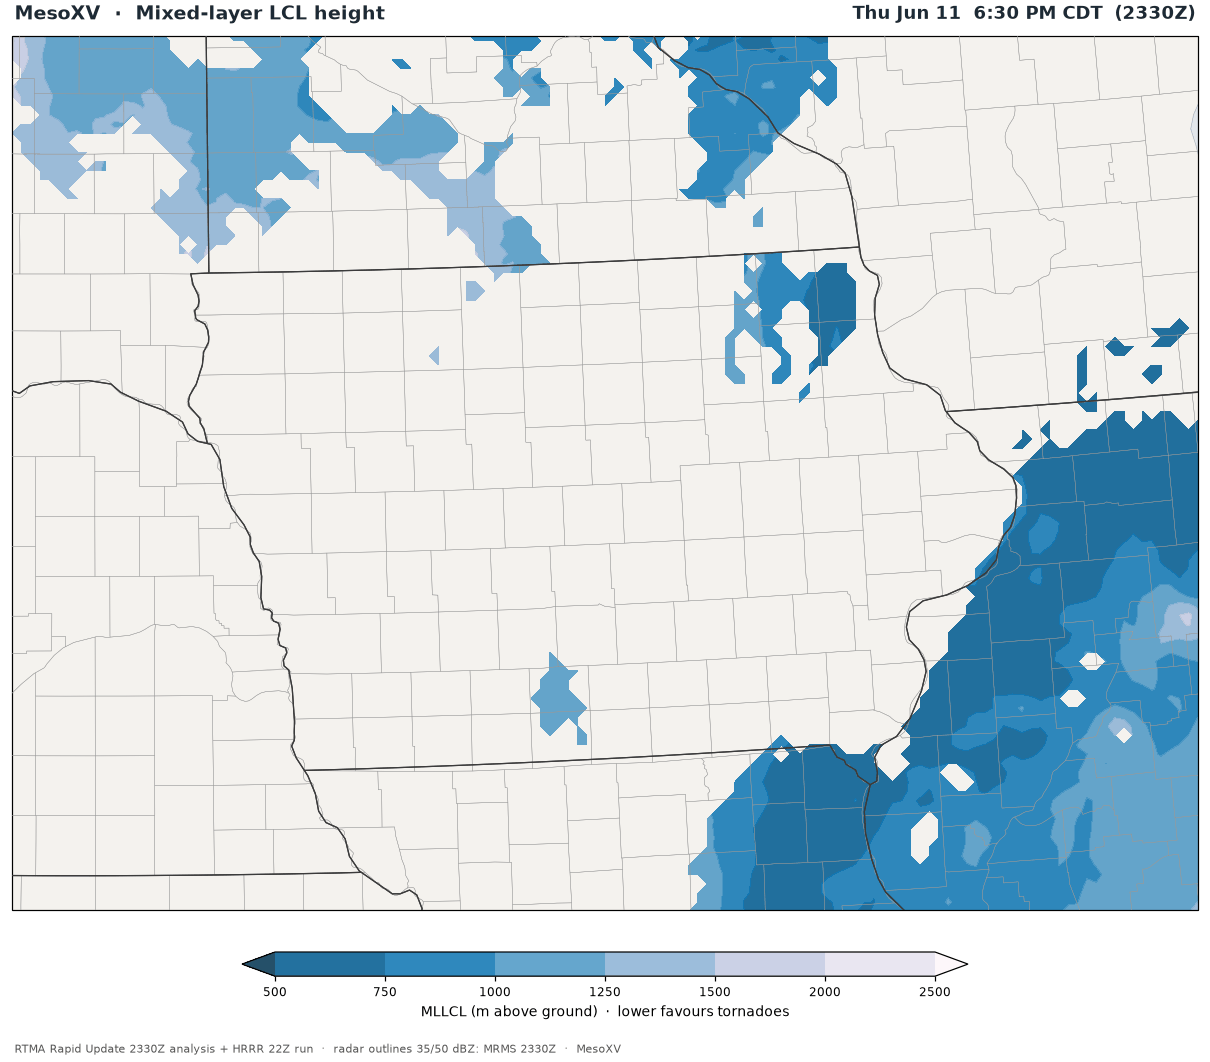 MesoXV · Mixed-layer LCL height
Thu Jun 11 6:30 PM CDT (2330Z)
500 750 1000 1250 1500 2000 2500
MLLCL (m above ground) · lower favours tornadoes
RTMA Rapid Update 2330Z analysis + HRRR 22Z run · radar outlines 35/50 dBZ: MRMS 2330Z · MesoXV